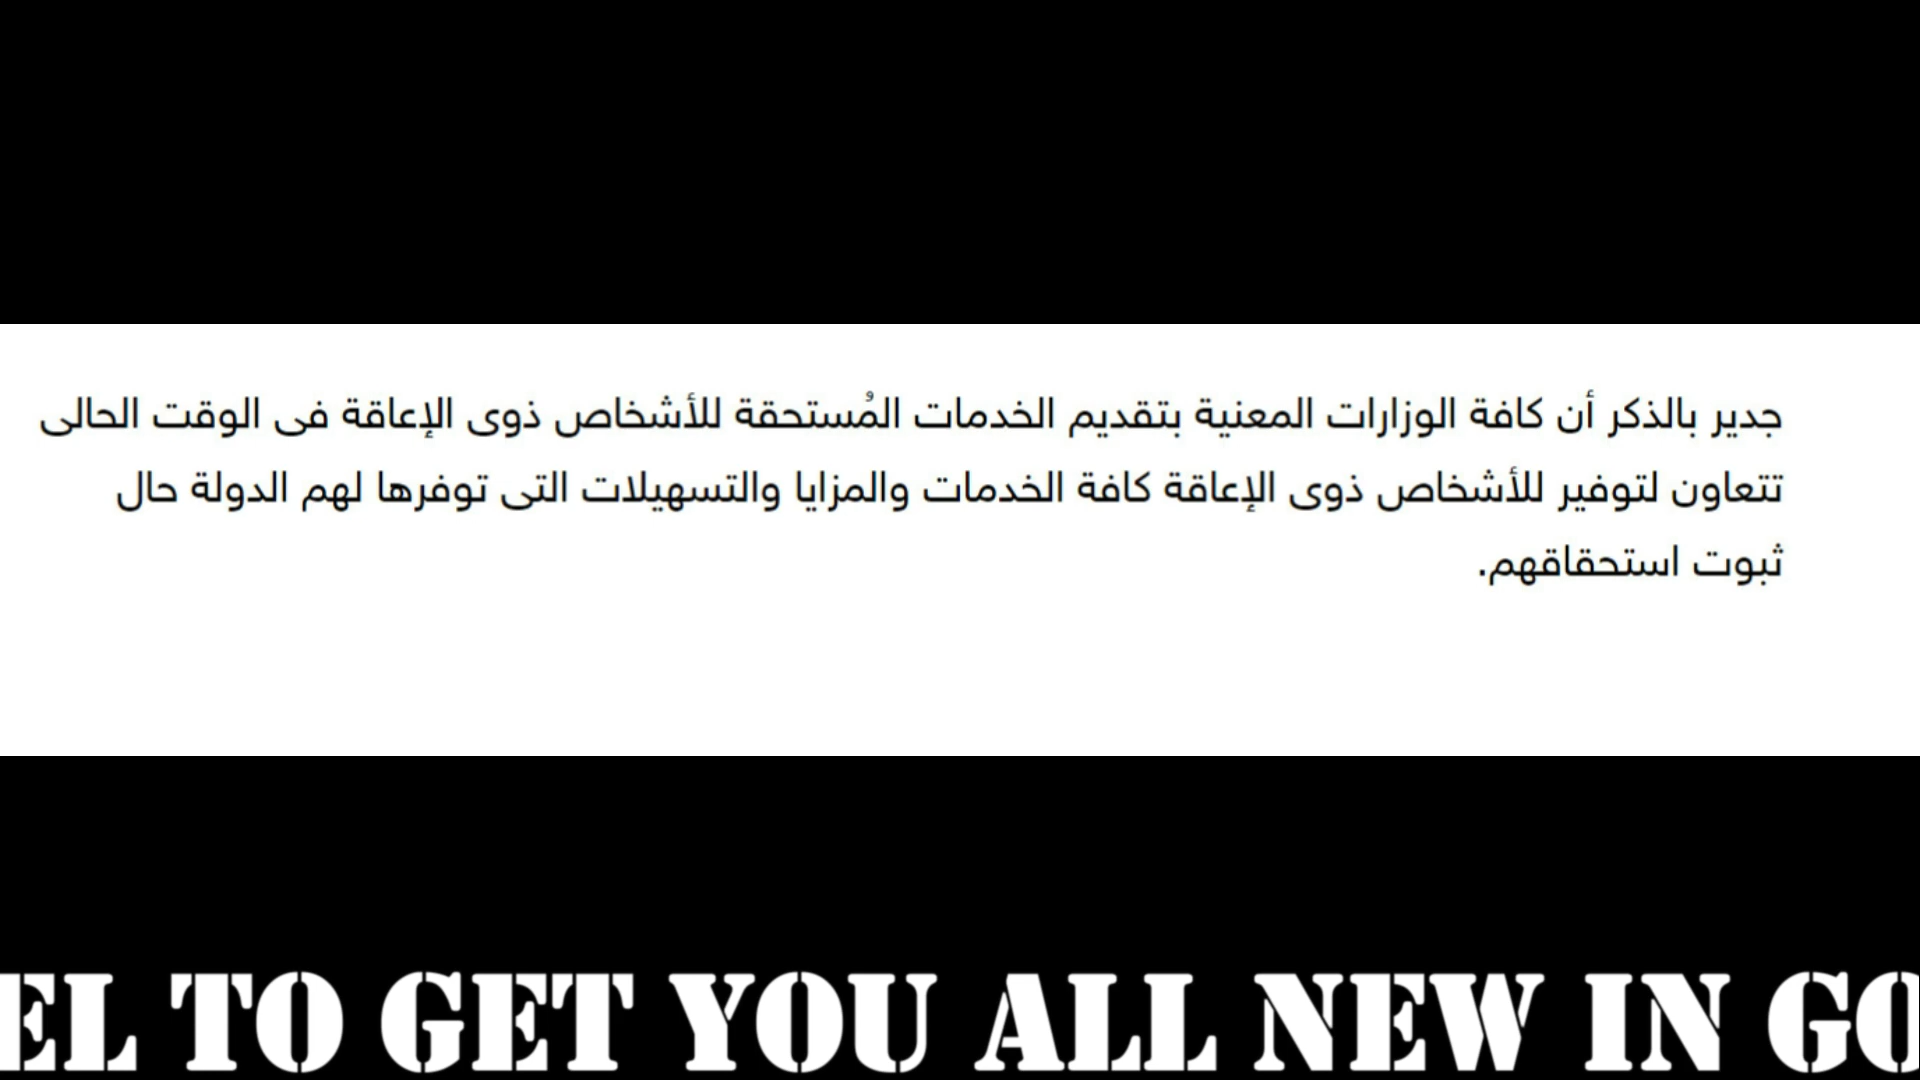 جدير بالذكر أن كافة الوزارات المعنية بتقديم الخدمات المُستحقة للأشخاص ذوى الإعاقة فى الوقت الحالى
تتعاون لتوفير للأشخاص ذوى الإعاقة كافة الخدمات والمزايا والتسهيلات التى توفرها لهم الدولة حال
ثبوت استحقاقهم.
TO GET YOU ALL NEW IN